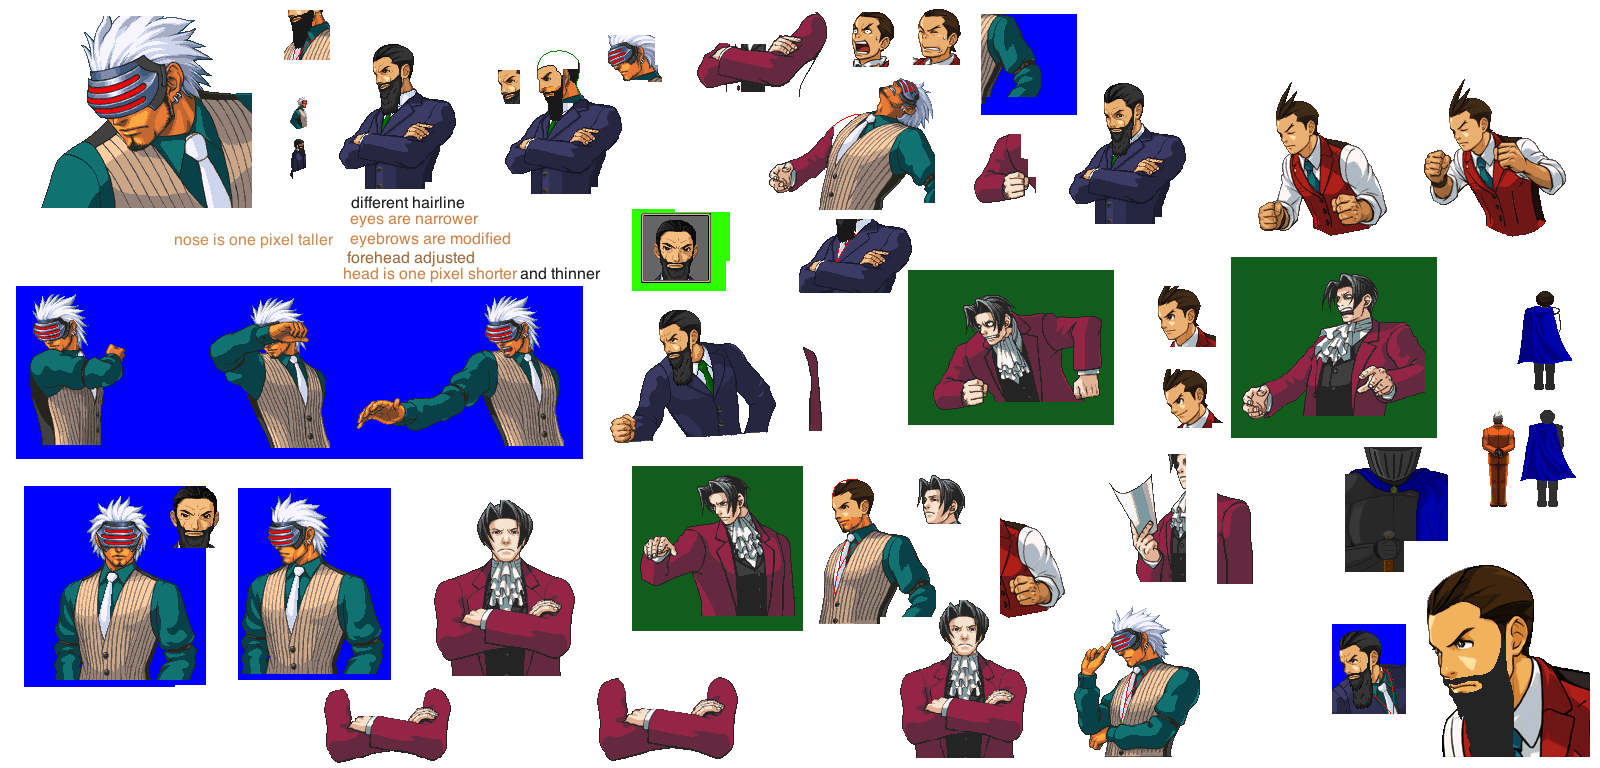 different hairline
eyes are narrower
nose is one pixel taller
eyebrows are modified
forehead adjusted
head is one pixel shorter and thinner